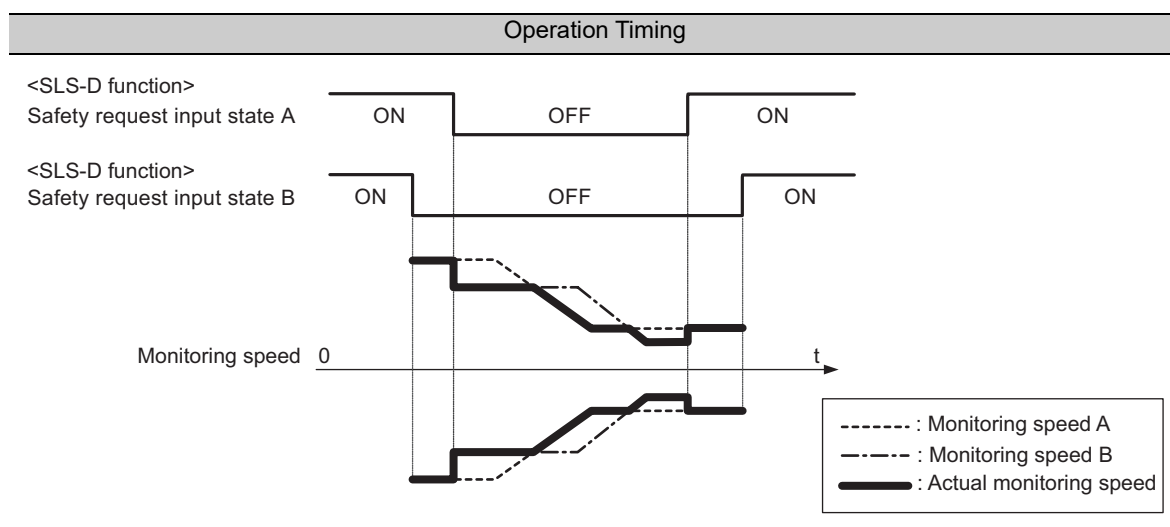 Operation Timing
<SLS-D function>
Safety request input state A
ON OFF ON
<SLS-D function>
Safety request input state B
ON OFF ON
Monitoring speed 0
t
: Monitoring speed A
: Monitoring speed B
: Actual monitoring speed